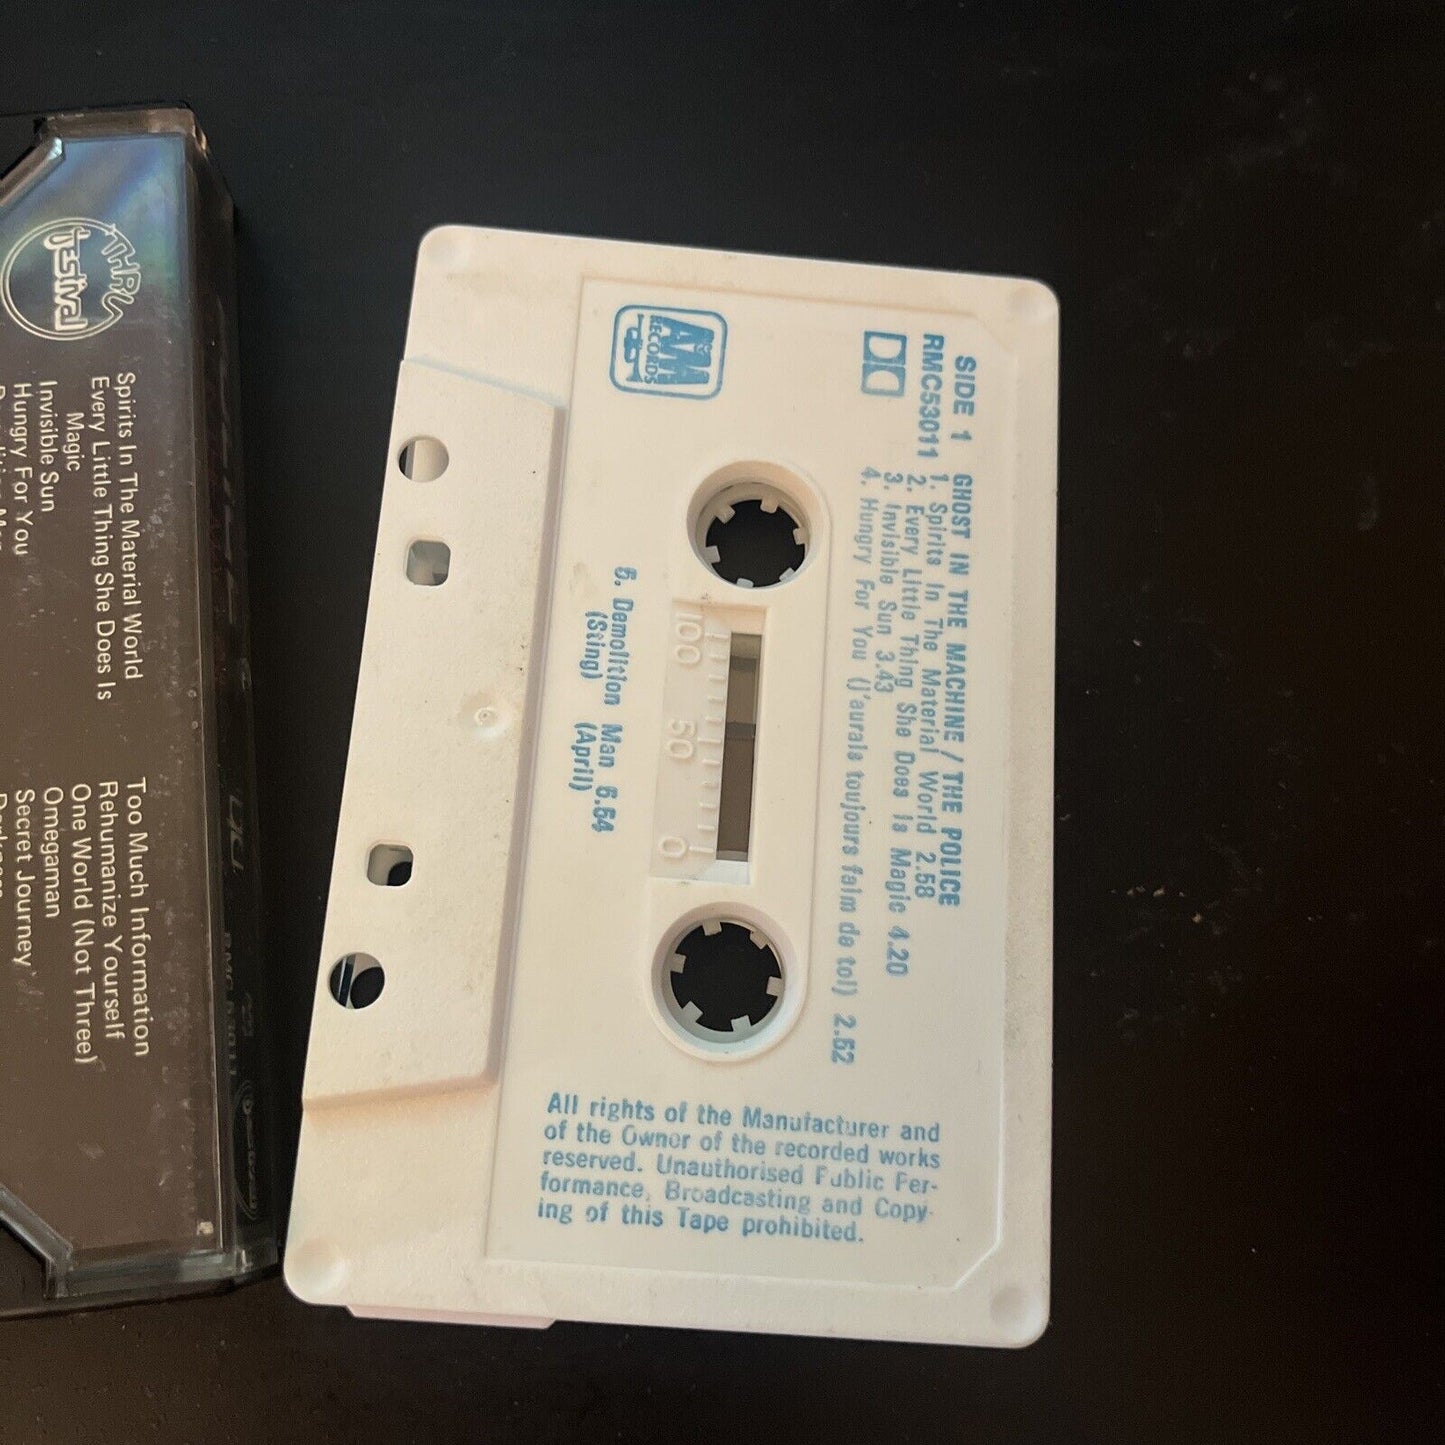 SIDE 1 GHOST IN THE MACHINE / THE POLICE
RMC53011 1. Spirits In The Material World 2.58
2. Every Little Thing She Does Is Magic 4.20
3. Invisible Sun 3.43
4. Hungry For You (j'aurais toujours faim de toi) 2.52
A&M
RECORDS
5. Demolition Man 5.54
(Sting) (April)
100 50 0
All rights of the Manufacturer and
of the Owner of the recorded works
reserved. Unauthorised Public Per-
formance, Broadcasting and Copy-
ing of this Tape prohibited.
THRU
festival
Spirits In The Material World
Every Little Thing She Does Is
Magic
Invisible Sun
Hungry For You
Too Much Information
Rehumanize Yourself
One World (Not Three)
Omegaman
Secret Journey
RMC 53011